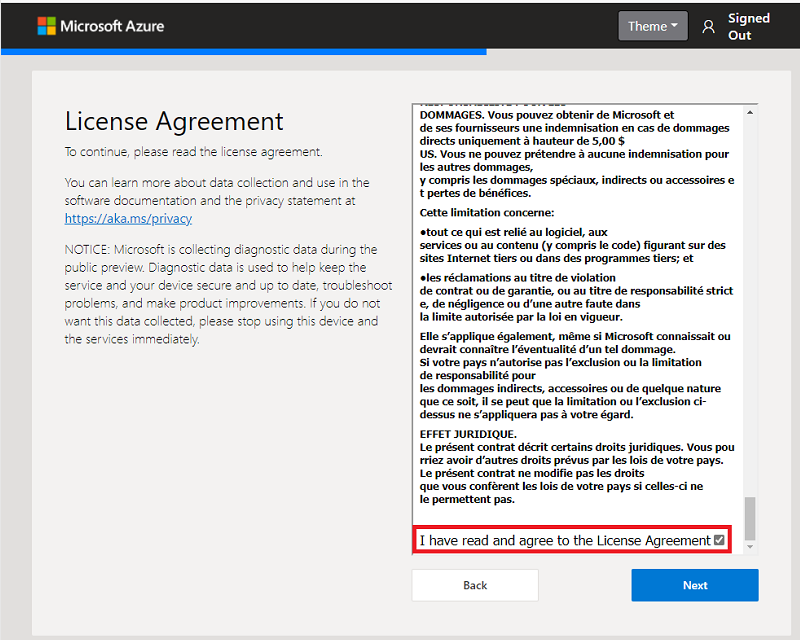 Microsoft Azure
Theme
Signed
Out
License Agreement
To continue, please read the license agreement.
You can learn more about data collection and use in the
software documentation and the privacy statement at
https://aka.ms/privacy
NOTICE: Microsoft is collecting diagnostic data during the
public preview. Diagnostic data is used to help keep the
service and your device secure and up to date, troubleshoot
problems, and make product improvements. If you do not
want this data collected, please stop using this device and
the services immediately.
DOMMAGES. Vous pouvez obtenir de Microsoft et
de ses fournisseurs une indemnisation en cas de dommages
directs uniquement à hauteur de 5,00 $
US. Vous ne pouvez prétendre à aucune indemnisation pour
les autres dommages,
y compris les dommages spéciaux, indirects ou accessoires e
t pertes de bénéfices.
Cette limitation concerne:
●tout ce qui est relié au logiciel, aux
services ou au contenu (y compris le code) figurant sur des
sites Internet tiers ou dans des programmes tiers; et
●les réclamations au titre de violation
de contrat ou de garantie, ou au titre de responsabilité strict
e, de négligence ou d’une autre faute dans
la limite autorisée par la loi en vigueur.
Elle s’applique également, même si Microsoft connaissait ou
devrait connaître l’éventualité d’un tel dommage.
Si votre pays n’autorise pas l’exclusion ou la limitation
de responsabilité pour
les dommages indirects, accessoires ou de quelque nature
que ce soit, il se peut que la limitation ou l’exclusion ci-
dessus ne s’appliquera pas à votre égard.
EFFET JURIDIQUE.
Le présent contrat décrit certains droits juridiques. Vous pou
rriez avoir d’autres droits prévus par les lois de votre pays.
Le présent contrat ne modifie pas les droits
que vous confèrent les lois de votre pays si celles-ci ne
le permettent pas.
I have read and agree to the License Agreement
Back
Next